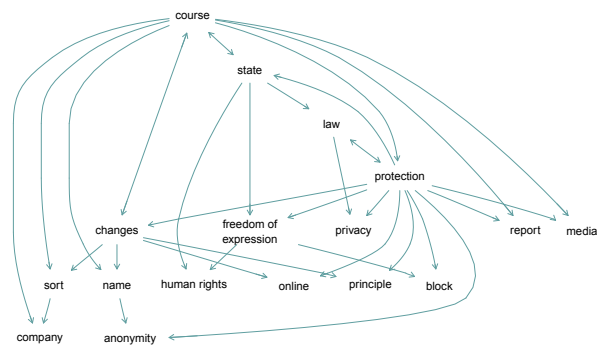 course
state
law
protection
changes
freedom of
expression
privacy
report
media
sort
name
human rights
online
principle
block
company
anonymity